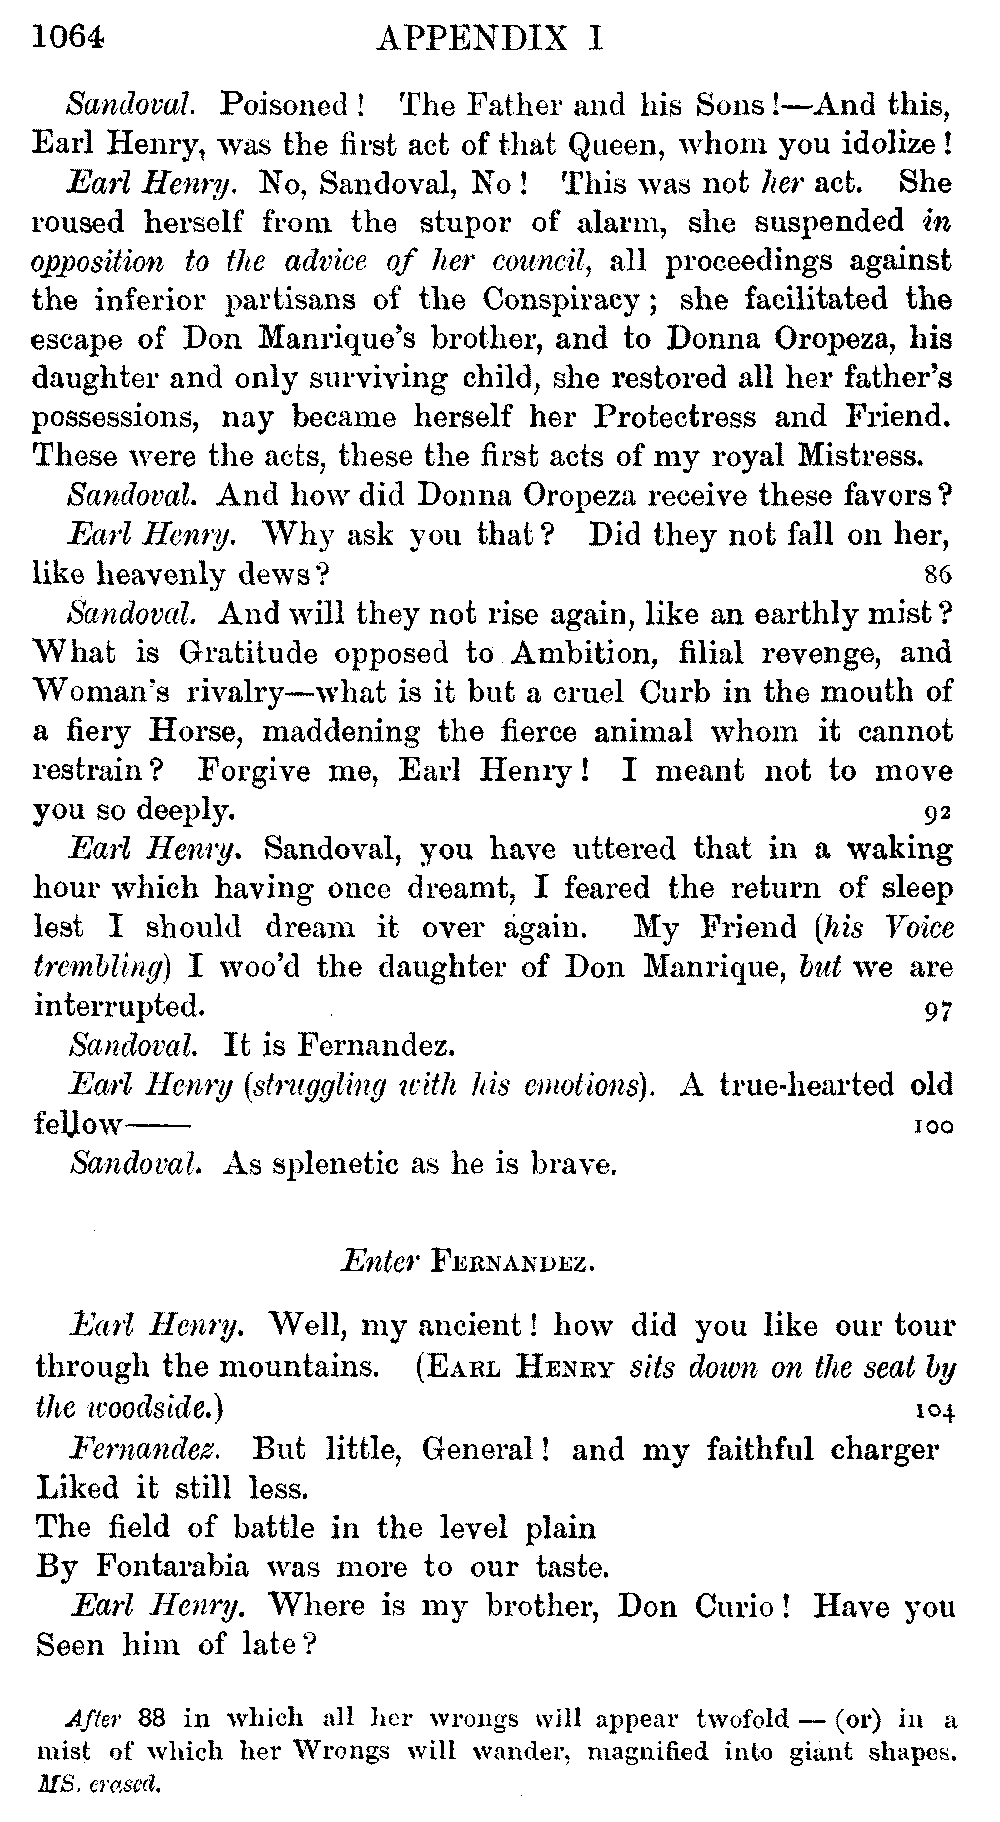 1064 APPENDIX I
Sandoval. Poisoned! The Father and his Sons!—And this,
Earl Henry, was the first act of that Queen, whom you idolize!
Earl Henry. No, Sandoval, No! This was not her act. She
roused herself from the stupor of alarm, she suspended in
opposition to the advice of her council, all proceedings against
the inferior partisans of the Conspiracy; she facilitated the
escape of Don Manrique's brother, and to Donna Oropeza, his
daughter and only surviving child, she restored all her father's
possessions, nay became herself her Protectress and Friend.
These were the acts, these the first acts of my royal Mistress.
Sandoval. And how did Donna Oropeza receive these favors?
Earl Henry. Why ask you that? Did they not fall on her,
like heavenly dews? 86
Sandoval. And will they not rise again, like an earthly mist?
What is Gratitude opposed to Ambition, filial revenge, and
Woman's rivalry—what is it but a cruel Curb in the mouth of
a fiery Horse, maddening the fierce animal whom it cannot
restrain? Forgive me, Earl Henry! I meant not to move
you so deeply. 92
Earl Henry. Sandoval, you have uttered that in a waking
hour which having once dreamt, I feared the return of sleep
lest I should dream it over again. My Friend (his Voice
trembling) I woo'd the daughter of Don Manrique, but we are
interrupted. 97
Sandoval. It is Fernandez.
Earl Henry (struggling with his emotions). A true-hearted old
fellow—— 100
Sandoval. As splenetic as he is brave.
Enter FERNANDEZ.
Earl Henry. Well, my ancient! how did you like our tour
through the mountains. (EARL HENRY sits down on the seat by
the woodside.) 104
Fernandez. But little, General! and my faithful charger
Liked it still less.
The field of battle in the level plain
By Fontarabia was more to our taste.
Earl Henry. Where is my brother, Don Curio! Have you
Seen him of late?
After 88 in which all her wrongs will appear twofold — (or) in a
mist of which her Wrongs will wander, magnified into giant shapes.
MS. erased.